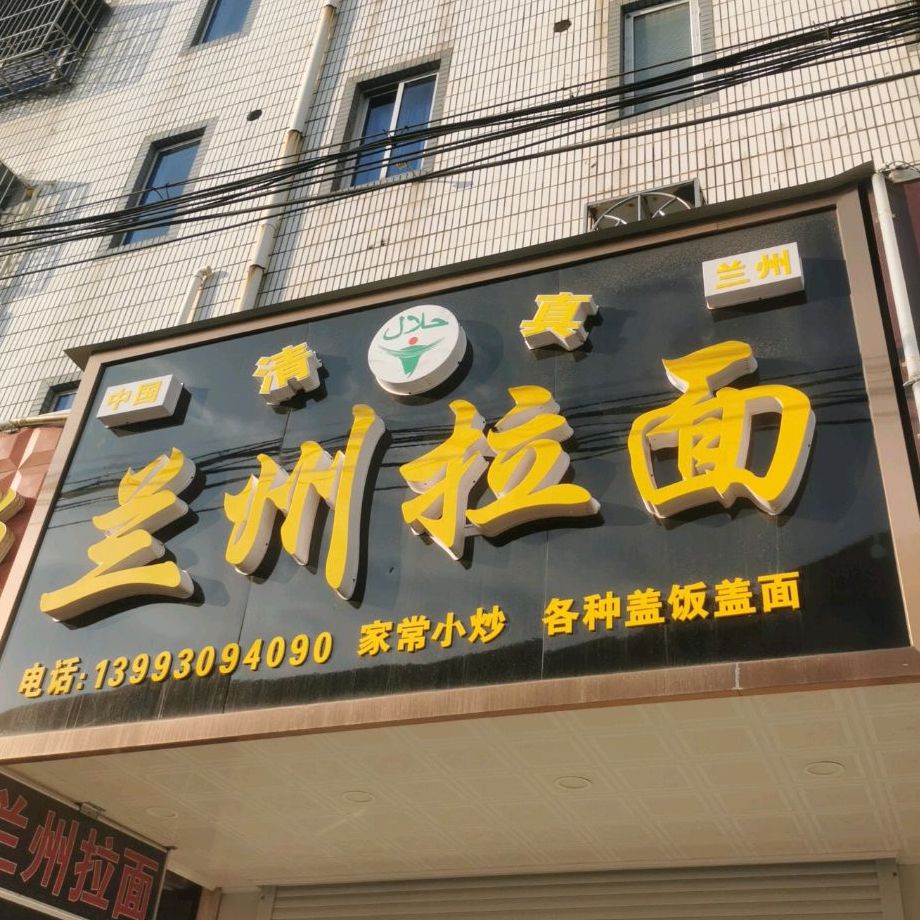 中国 清 حلال 真 兰州
兰州拉面
电话:13993094090 家常小炒 各种盖饭盖面
兰州拉面